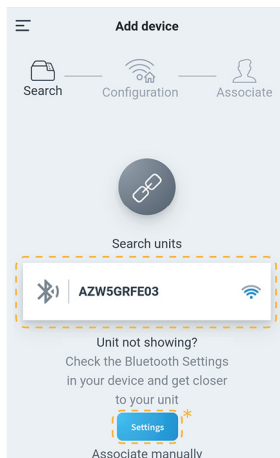 Add device
Search
Configuration
Associate
Search units
AZW5GRFE03
Unit not showing?
Check the Bluetooth Settings
in your device and get closer
to your unit
Settings
*
Associate manually